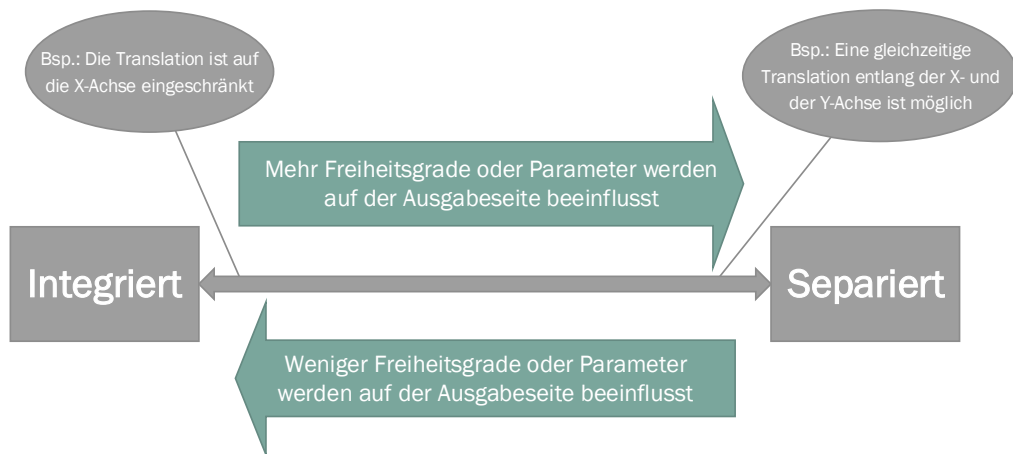 Bsp.: Die Translation ist auf
die X-Achse eingeschränkt
Bsp.: Eine gleichzeitige
Translation entlang der X- und
der Y-Achse ist möglich
Mehr Freiheitsgrade oder Parameter werden
auf der Ausgabeseite beeinflusst
Integriert
Separiert
Weniger Freiheitsgrade oder Parameter
werden auf der Ausgabeseite beeinflusst